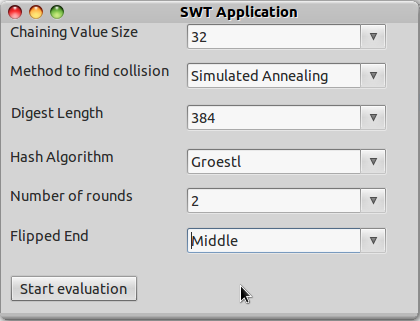 SWT Application
Chaining Value Size 32
Method to find collision Simulated Annealing
Digest Length 384
Hash Algorithm Groestl
Number of rounds 2
Flipped End Middle
Start evaluation